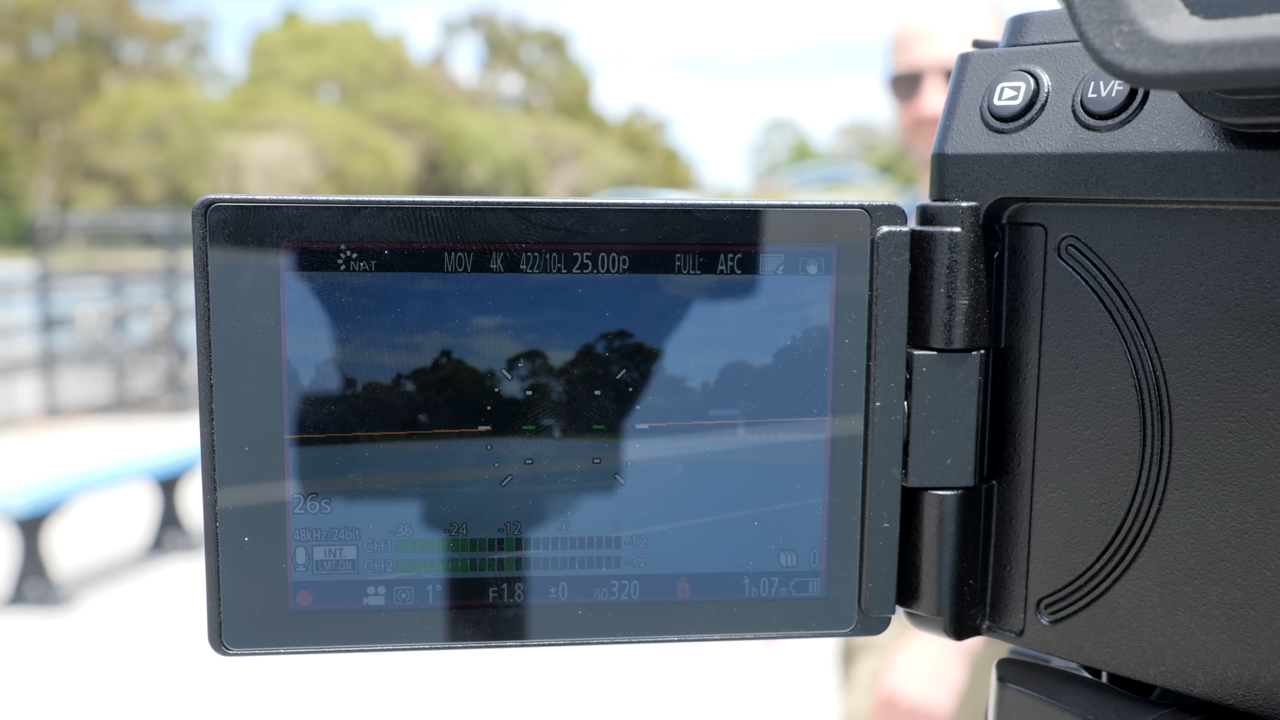 LVF
NAT MOV 4K 422/10-L 25.00p FULL AFC
26s
48kHz/24bit -36 -24 -12 -6 0
INT. CH1 -12
LMT.ON CH2 -12
0
1° F1.8 ±0 ISO320 1h07m